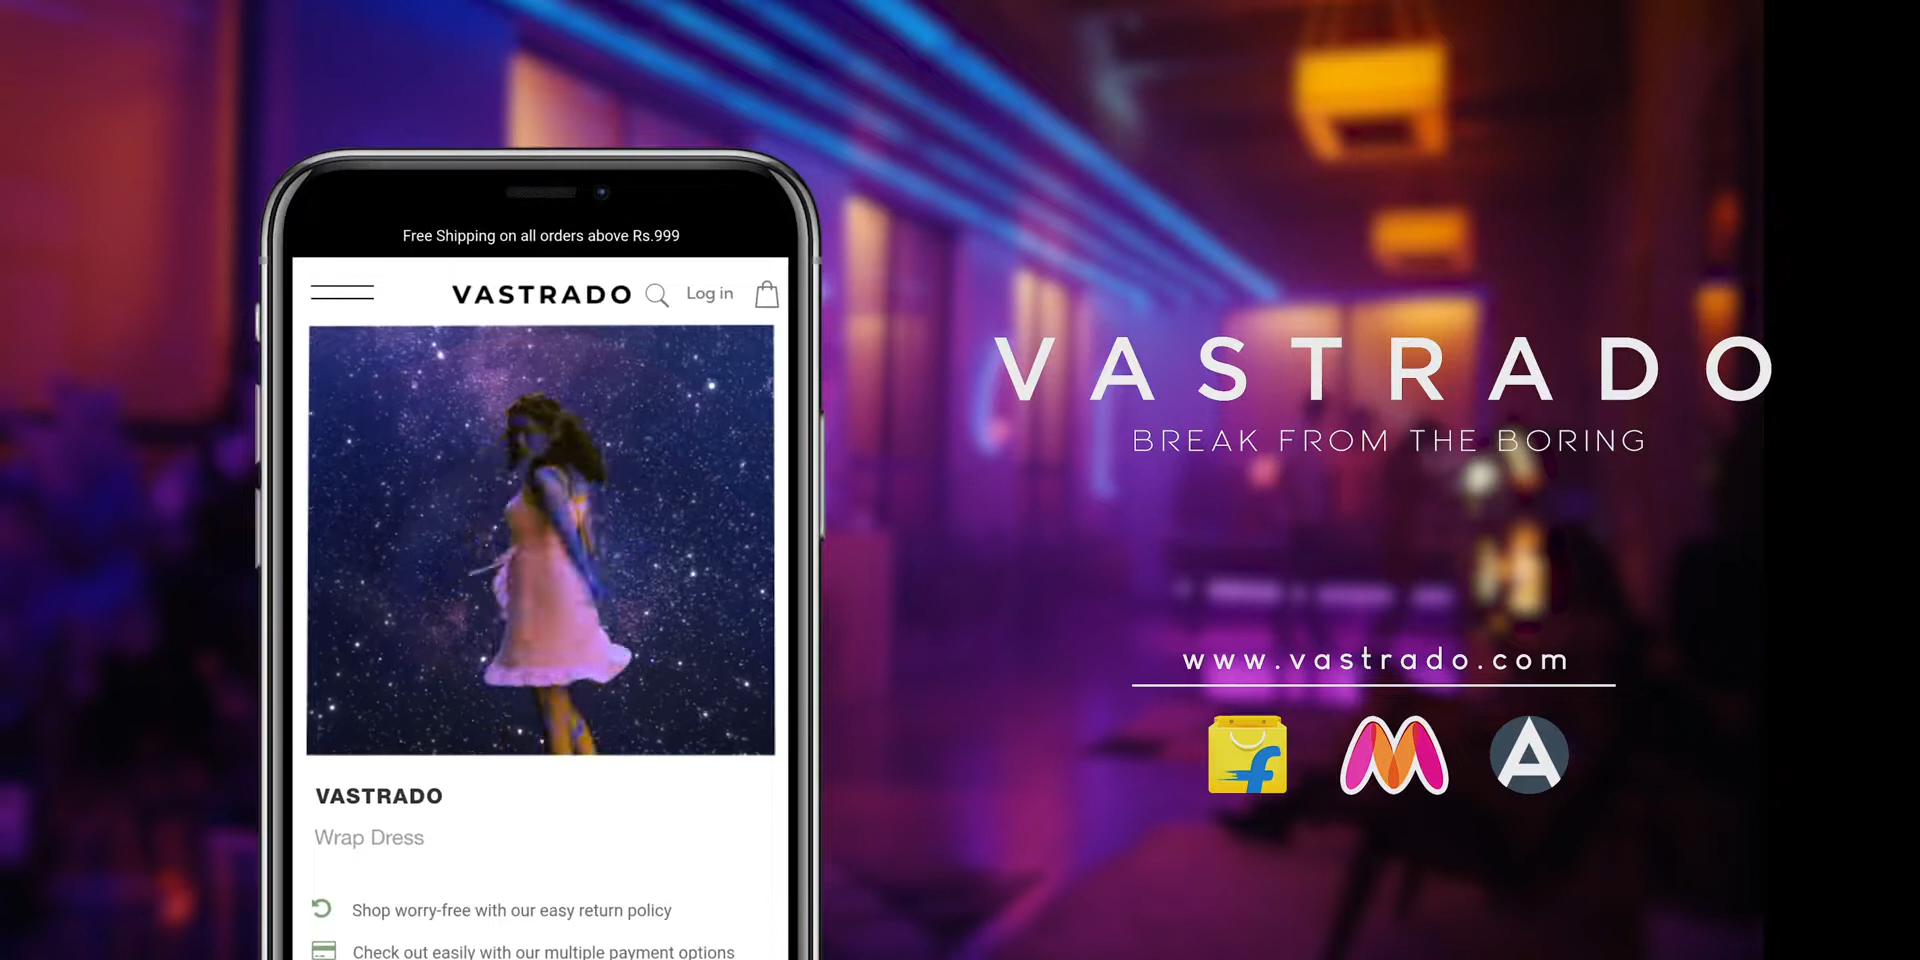 Free Shipping on all orders above Rs.999
VASTRADO Log in
VASTRADO
Wrap Dress
Shop worry-free with our easy return policy
Check out easily with our multiple payment options
VASTRADO
BREAK FROM THE BORING
www.vastrado.com